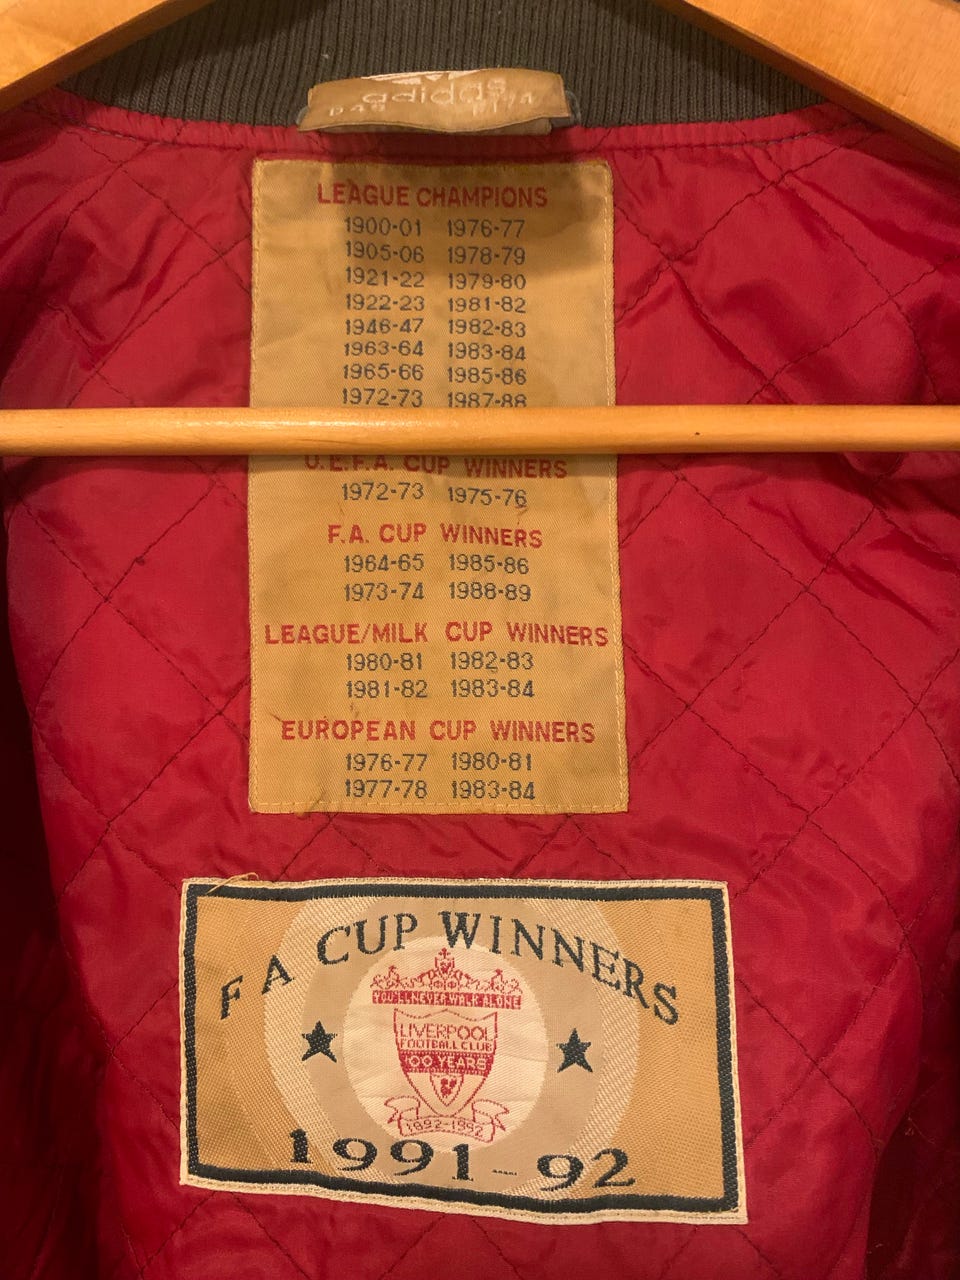 adidas
D 46 F 174
LEAGUE CHAMPIONS
1900-01 1976-77
1905-06 1978-79
1921-22 1979-80
1922-23 1981-82
1946-47 1982-83
1963-64 1983-84
1965-66 1985-86
1972-73 1987-88
U.E.F.A. CUP WINNERS
1972-73 1975-76
F.A. CUP WINNERS
1964-65 1985-86
1973-74 1988-89
LEAGUE/MILK CUP WINNERS
1980-81 1982-83
1981-82 1983-84
EUROPEAN CUP WINNERS
1976-77 1980-81
1977-78 1983-84
F A CUP WINNERS
YOU'LL NEVER WALK ALONE
LIVERPOOL
FOOTBALL CLUB
100 YEARS
1892-1992
1991-92